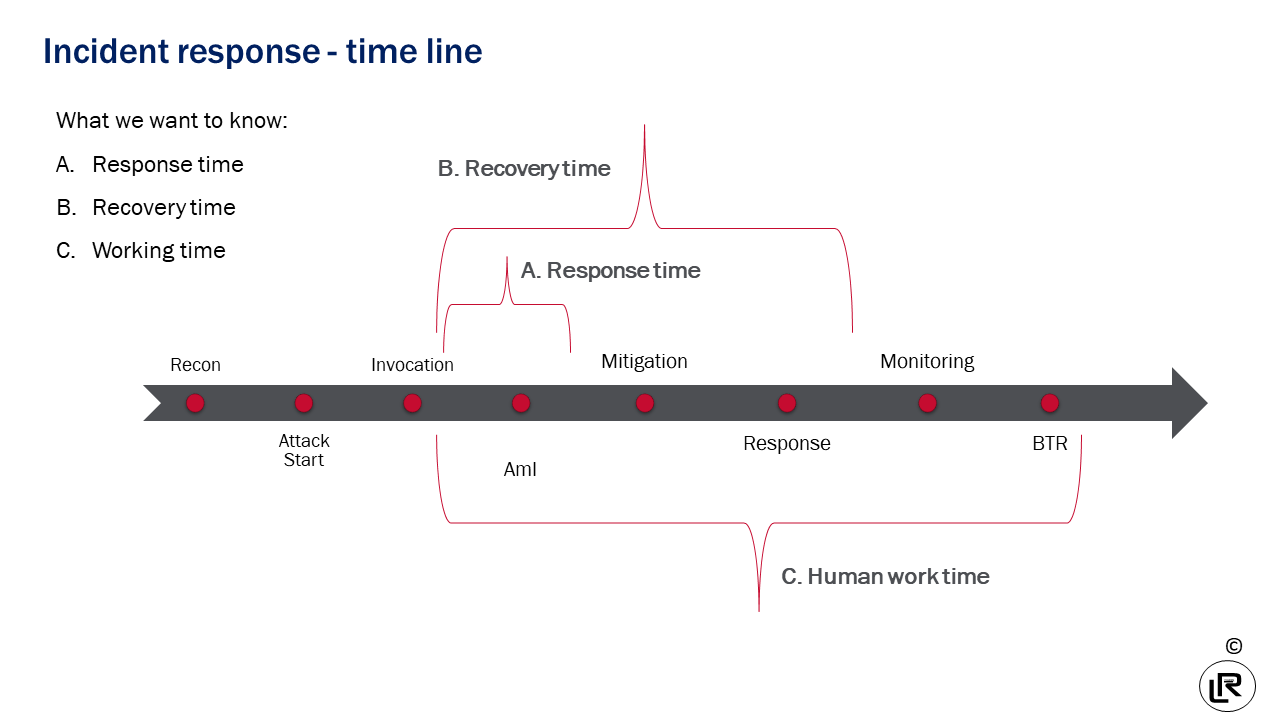 Incident response - time line
What we want to know:
A. Response time
B. Recovery time
C. Working time
B. Recovery time
A. Response time
Recon
Invocation
Mitigation
Monitoring
Attack
Start
AmI
Response
BTR
C. Human work time
©
LR